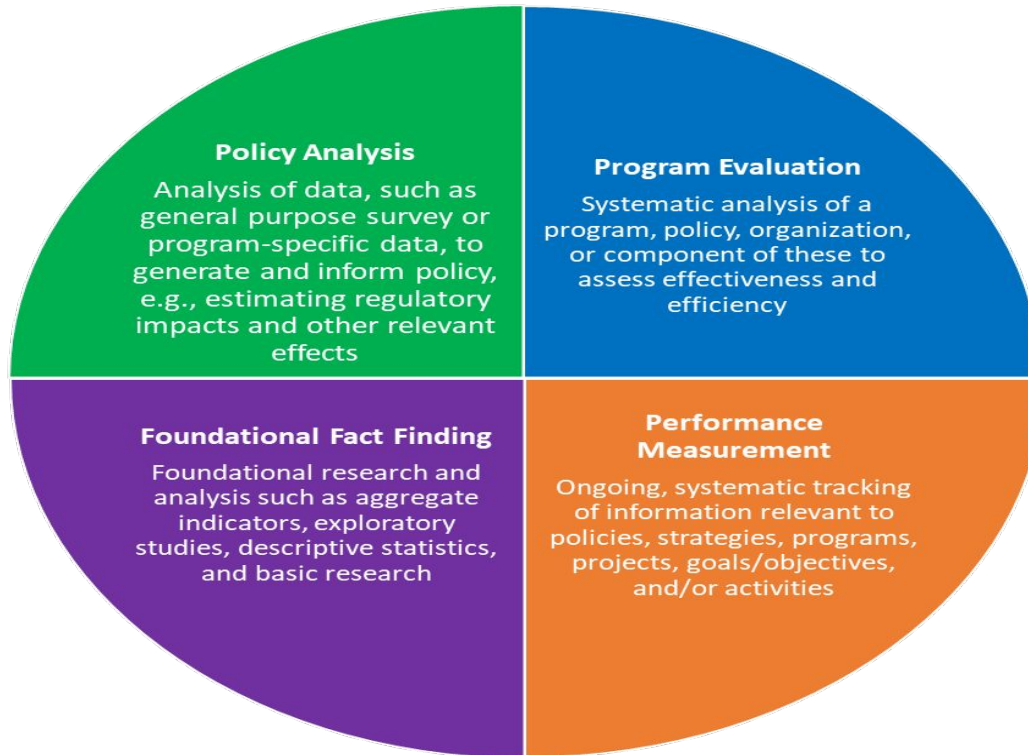 Policy Analysis
Analysis of data, such as
general purpose survey or
program-specific data, to
generate and inform policy,
e.g., estimating regulatory
impacts and other relevant
effects
Program Evaluation
Systematic analysis of a
program, policy, organization,
or component of these to
assess effectiveness and
efficiency
Foundational Fact Finding
Foundational research and
analysis such as aggregate
indicators, exploratory
studies, descriptive statistics,
and basic research
Performance
Measurement
Ongoing, systematic tracking
of information relevant to
policies, strategies, programs,
projects, goals/objectives,
and/or activities